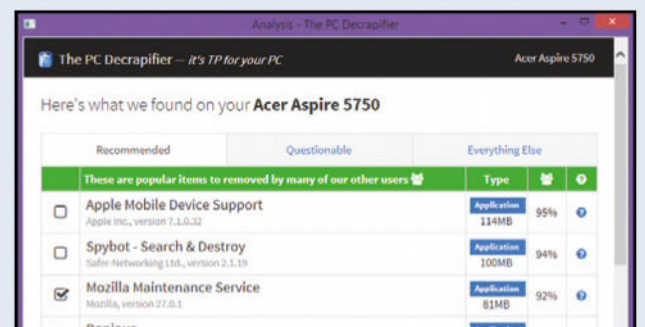 Analysis - The PC Decrapifier
The PC Decrapifier — it's TP for your PC Acer Aspire 5750
Here's what we found on your Acer Aspire 5750
Recommended Questionable Everything Else
These are popular items to removed by many of our other users Type ?
Apple Mobile Device Support Application
Apple Inc., version 7.1.0.32 114MB 95% ?
Spybot - Search & Destroy Application
Safer-Networking Ltd., version 2.1.19 100MB 94% ?
Mozilla Maintenance Service Application
Mozilla, version 27.0.1 81MB 92% ?